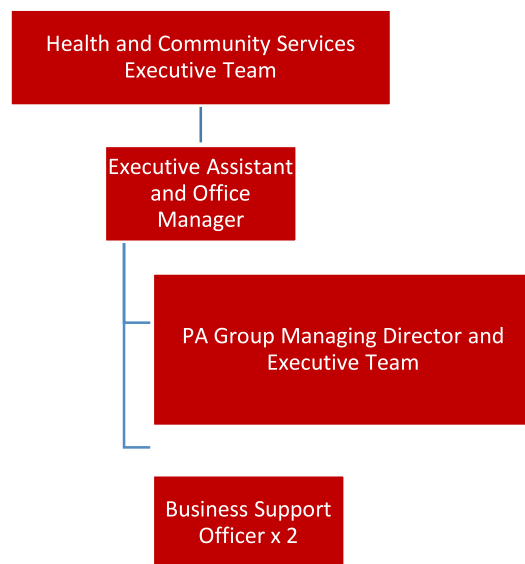 Health and Community Services
Executive Team
Executive Assistant
and Office
Manager
PA Group Managing Director and
Executive Team
Business Support
Officer x 2